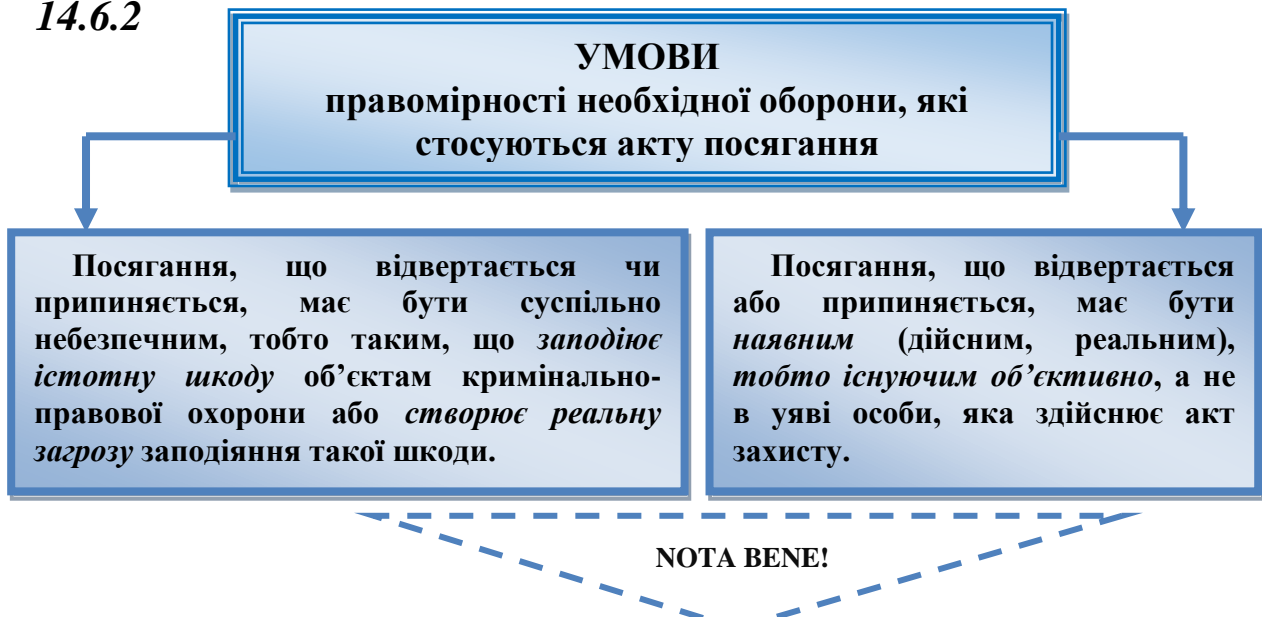 14.6.2
УМОВИ
правомірності необхідної оборони, які
стосуються акту посягання
Посягання, що відвертається чи
припиняється, має бути суспільно
небезпечним, тобто таким, що заподіює
істотну шкоду об’єктам кримінально-
правової охорони або створює реальну
загрозу заподіяння такої шкоди.
Посягання, що відвертається
або припиняється, має бути
наявним (дійсним, реальним),
тобто існуючим об’єктивно, а не
в уяві особи, яка здійснює акт
захисту.
NOTA BENE!